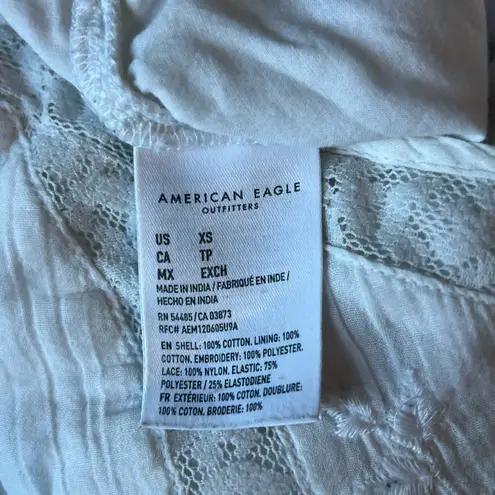 AMERICAN EAGLE
OUTFITTERS
US XS
CA TP
MX EXCH
MADE IN INDIA / FABRIQUÉ EN INDE /
HECHO EN INDIA
RN 54485 / CA 03873
RFC# AEM120605U9A
EN SHELL: 100% COTTON. LINING: 100%
COTTON. EMBROIDERY: 100% POLYESTER.
LACE: 100% NYLON. ELASTIC: 75%
POLYESTER / 25% ELASTODIENE
FR EXTÉRIEUR: 100% COTON. DOUBLURE:
100% COTON. BRODERIE: 100%